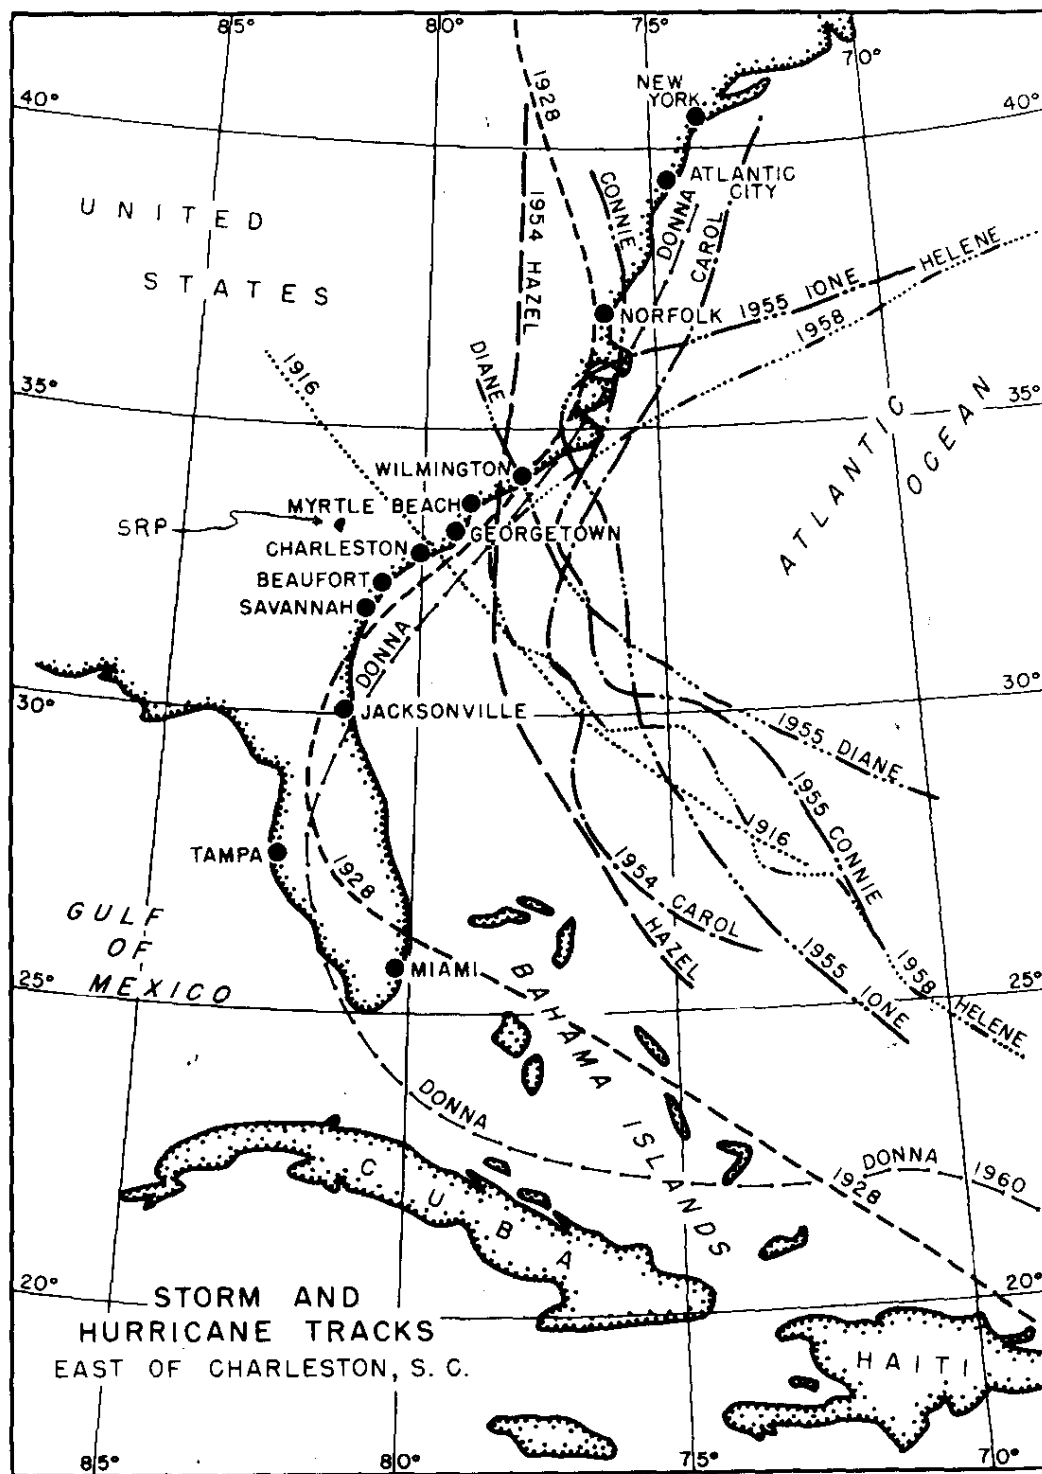 85°
80°
75°
70°
40°
40°
NEW
YORK
1928
ATLANTIC
CITY
CONNIE
DONNA
CAROL
UNITED
STATES
1954 HAZEL
HELENE
1955 IONE
1958
NORFOLK
1916
DIANE
35°
35°
ATLANTIC
OCEAN
WILMINGTON
MYRTLE BEACH
SRP
GEORGETOWN
CHARLESTON
BEAUFORT
SAVANNAH
DONNA
30°
30°
JACKSONVILLE
1955 DIANE
1955 CONNIE
1916
TAMPA
1928
1954 CAROL
HAZEL
GULF
OF
MEXICO
MIAMI
1955 IONE
1958 HELENE
25°
25°
BAHAMA ISLANDS
DONNA
DONNA 1960
1928
CUBA
20°
20°
STORM AND
HURRICANE TRACKS
EAST OF CHARLESTON, S. C.
HAITI
85°
80°
75°
70°